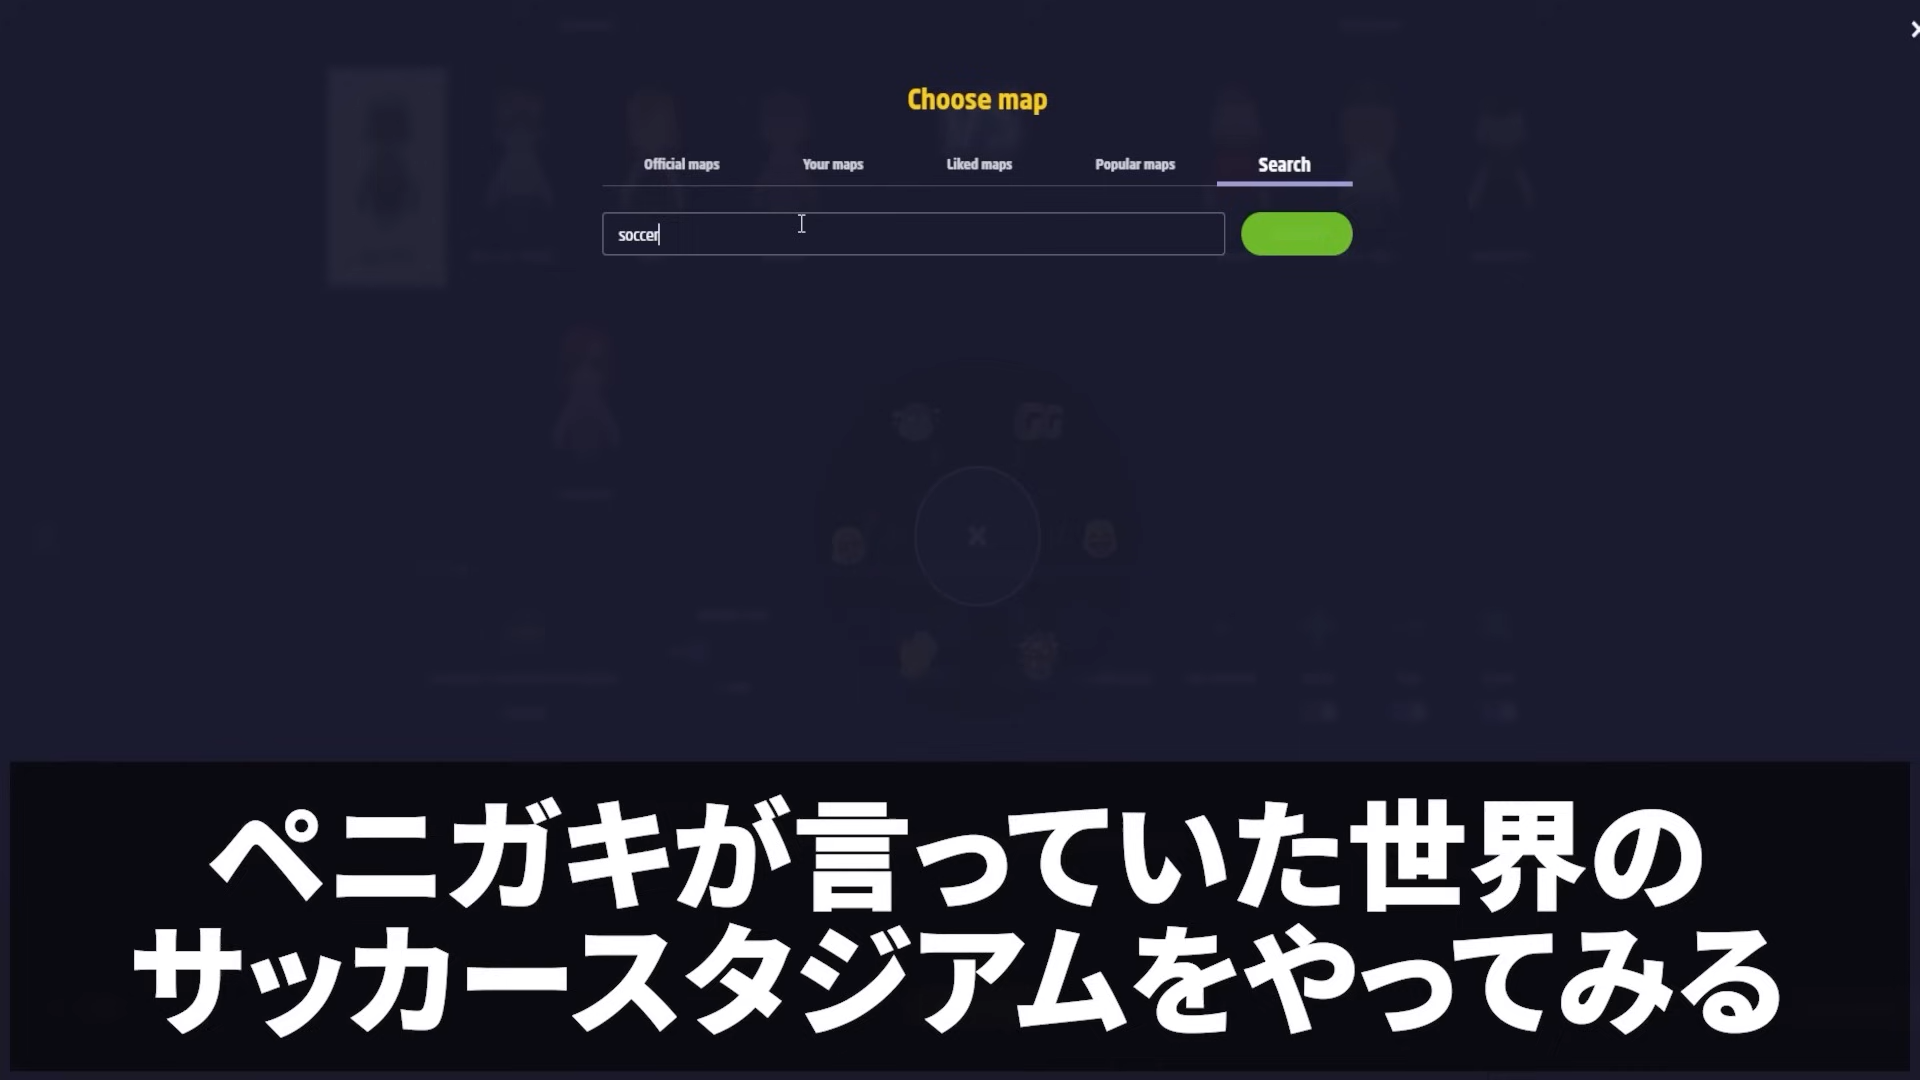 Choose map
Official maps
Your maps
Liked maps
Popular maps
Search
soccer
GG
ペニガキが言っていた世界の
サッカースタジアムをやってみる